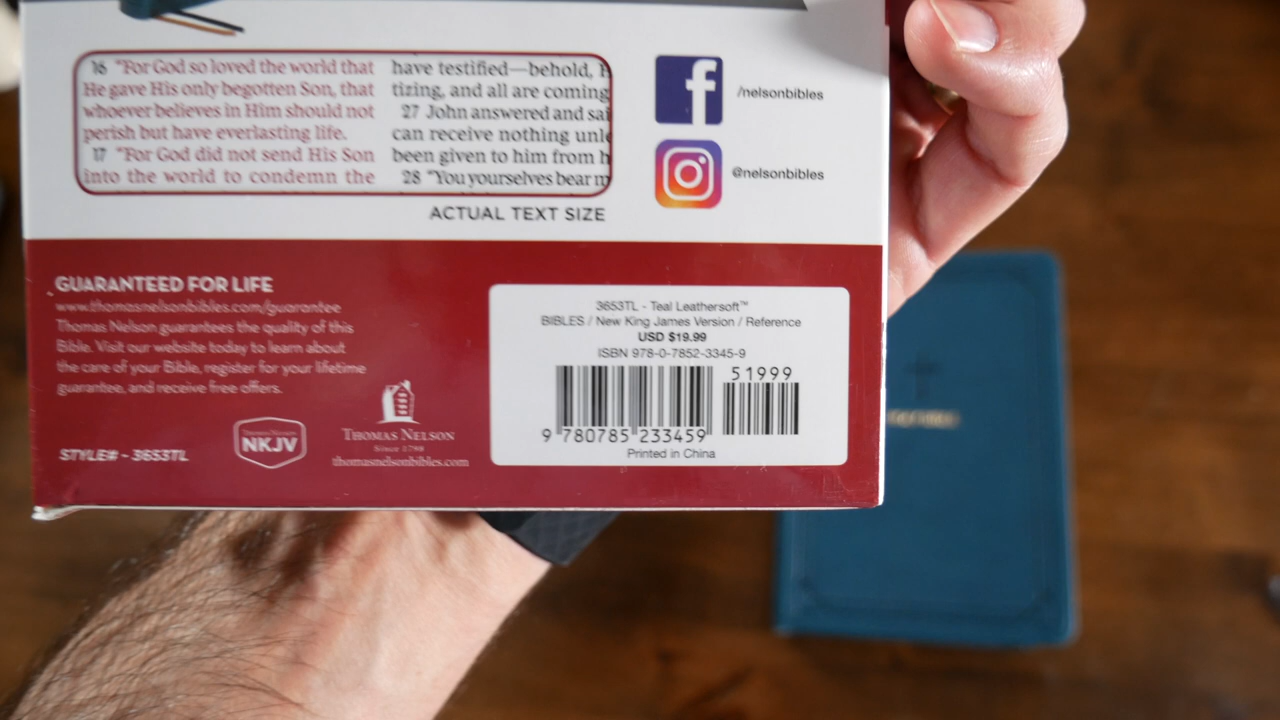 16 “For God so loved the world that
He gave His only begotten Son, that
whoever believes in Him should not
perish but have everlasting life.
17 “For God did not send His Son
into the world to condemn the
have testified—behold, H
tizing, and all are coming
27 John answered and sai
can receive nothing unle
been given to him from h
28 “You yourselves bear m
ACTUAL TEXT SIZE
f
/nelsonbibles
@nelsonbibles
GUARANTEED FOR LIFE
www.thomasnelsonbibles.com/guarantee
Thomas Nelson guarantees the quality of this
Bible. Visit our website today to learn about
the care of your Bible, register for your lifetime
guarantee, and receive free offers.
STYLE# - 3653TL
Thomas Nelson
NKJV
THOMAS NELSON
Since 1798
thomasnelsonbibles.com
3653TL - Teal Leathersoft™
BIBLES / New King James Version / Reference
USD $19.99
ISBN 978-0-7852-3345-9
51999
9 780785 233459
Printed in China